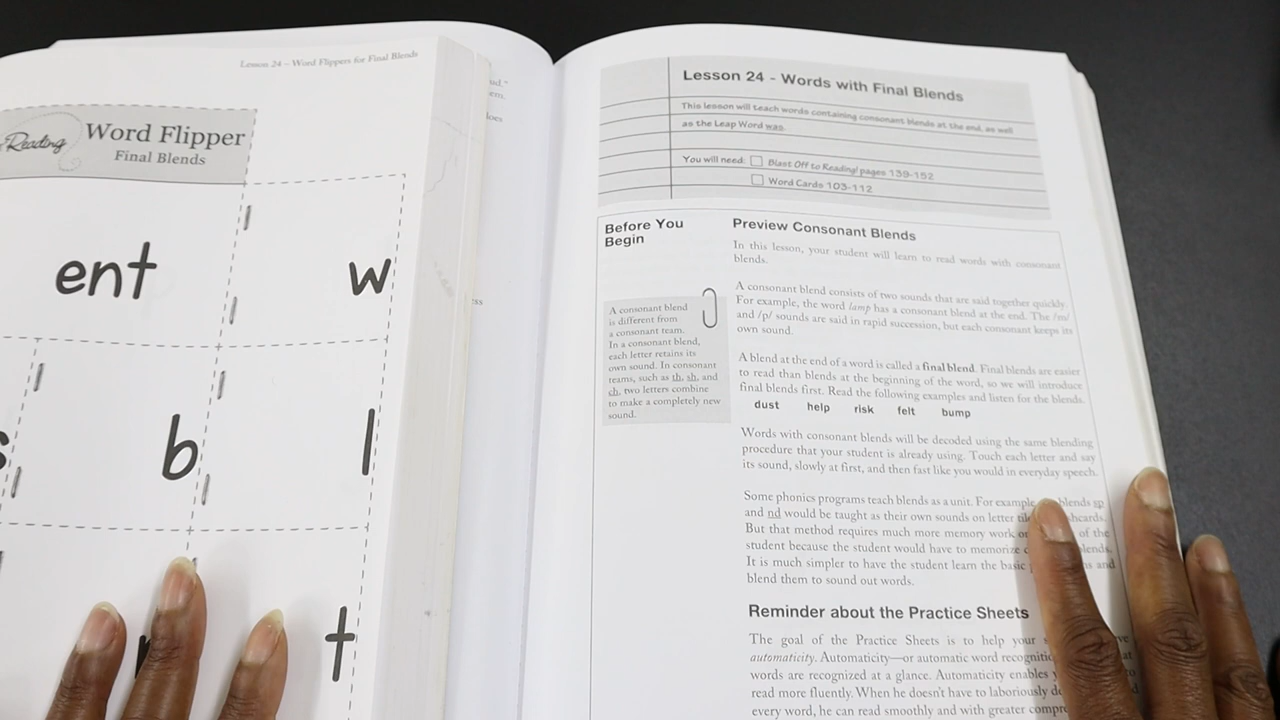 Lesson 24 – Word Flippers for Final Blends
Reading
Word Flipper
Final Blends
ent
w
s
b
l
t
Lesson 24 - Words with Final Blends
This lesson will teach words containing consonant blends at the end, as well
as the Leap Word was.
You will need:
Blast Off to Reading! pages 139-152
Word Cards 103-112
Before You
Begin
A consonant blend
is different from
a consonant team.
In a consonant blend,
each letter retains its
own sound. In consonant
teams, such as th, sh, and
ch, two letters combine
to make a completely new
sound.
Preview Consonant Blends
In this lesson, your student will learn to read words with consonant
blends.
A consonant blend consists of two sounds that are said together quickly.
For example, the word lamp has a consonant blend at the end. The /m/
and /p/ sounds are said in rapid succession, but each consonant keeps its
own sound.
A blend at the end of a word is called a final blend. Final blends are easier
to read than blends at the beginning of the word, so we will introduce
final blends first. Read the following examples and listen for the blends.
dust help risk felt bump
Words with consonant blends will be decoded using the same blending
procedure that your student is already using. Touch each letter and say
its sound, slowly at first, and then fast like you would in everyday speech.
Some phonics programs teach blends as a unit. For example blends sp
and nd would be taught as their own sounds on letter
But that method requires much more memory work of the
student because the student would have to memorize
It is much simpler to have the student learn the basic and
blend them to sound out words.
Reminder about the Practice Sheets
The goal of the Practice Sheets is to help your
automaticity. Automaticity—or automatic word
words are recognized at a glance. Automaticity enables
read more fluently. When he doesn't have to laboriously
every word, he can read smoothly and with greater